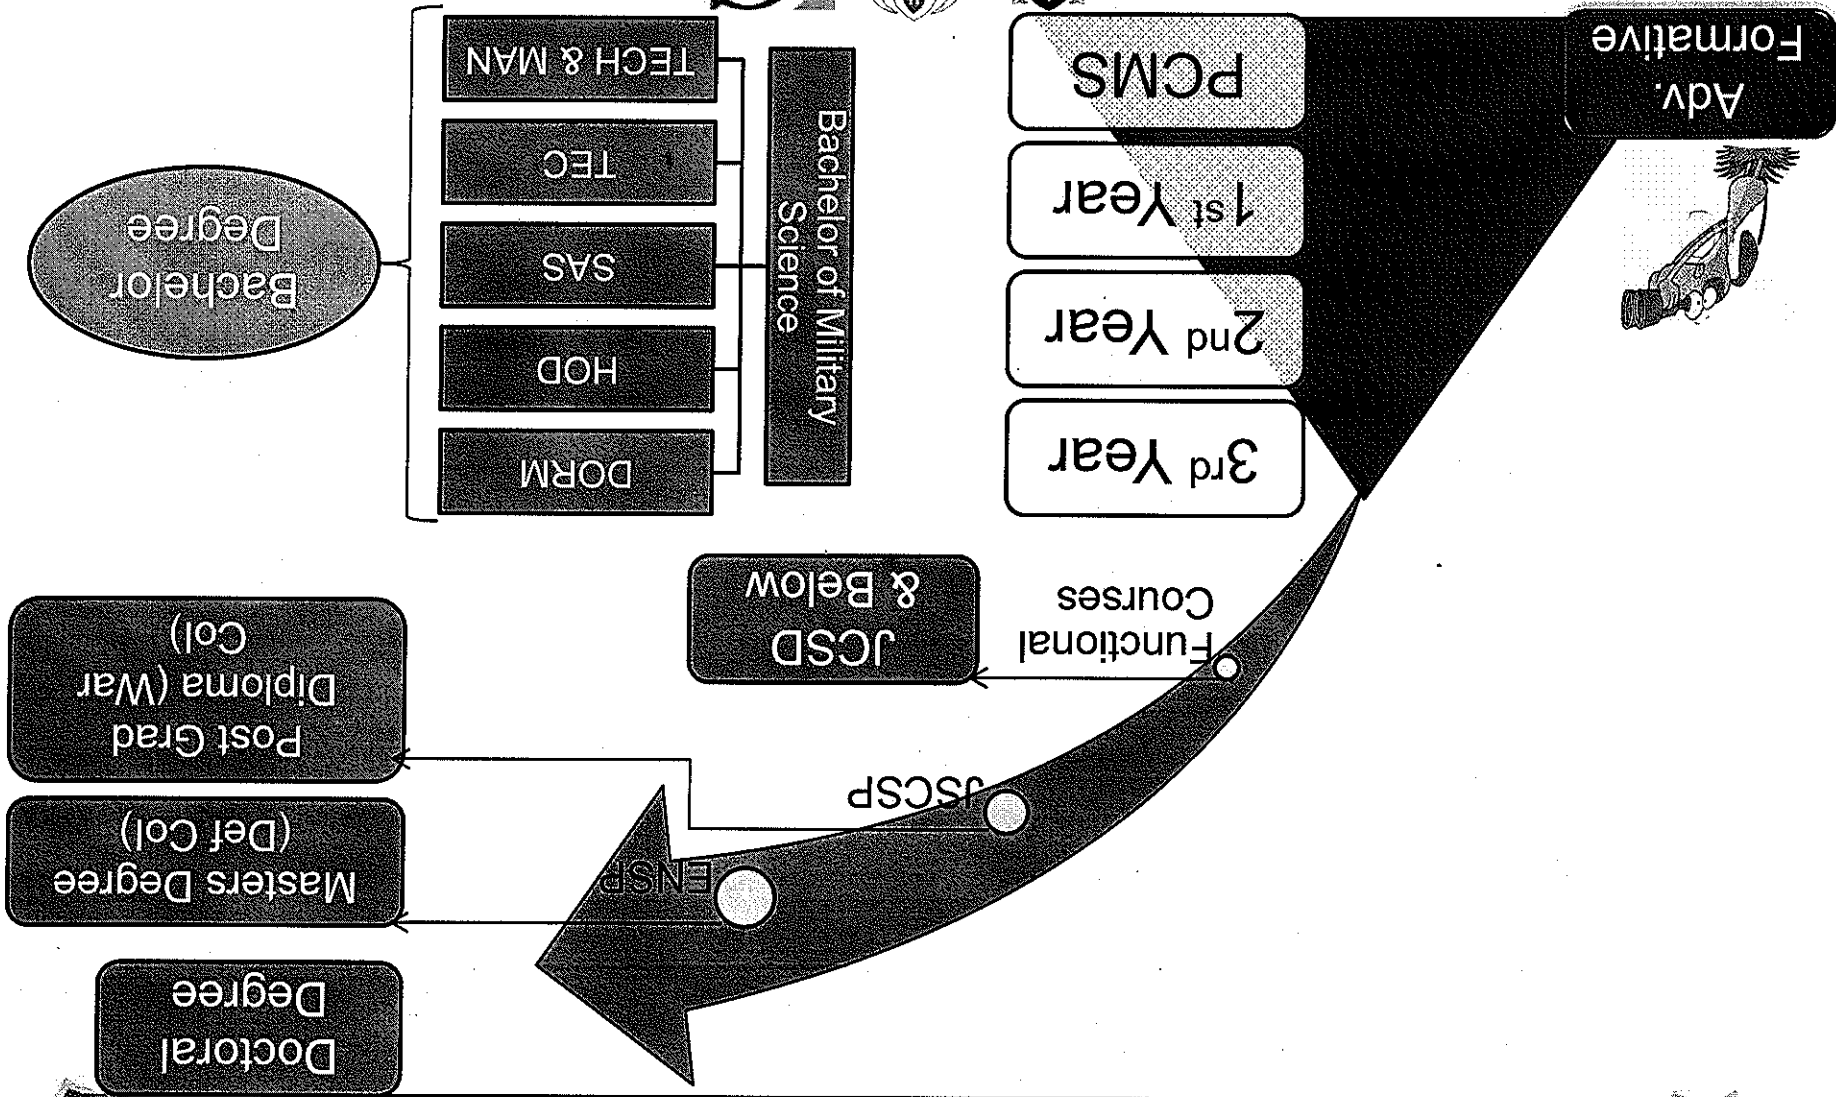 Doctoral
Degree
Masters Degree
(Def Col)
ENSP
Post Grad
Diploma (War
Col)
JSCSP
Functional
Courses
JCSD
& Below
3rd Year
2nd Year
1st Year
PCMS
Bachelor of Military
Science
DORM
HOD
SAS
TEC
TECH & MAN
Bachelor
Degree
Adv.
Formative